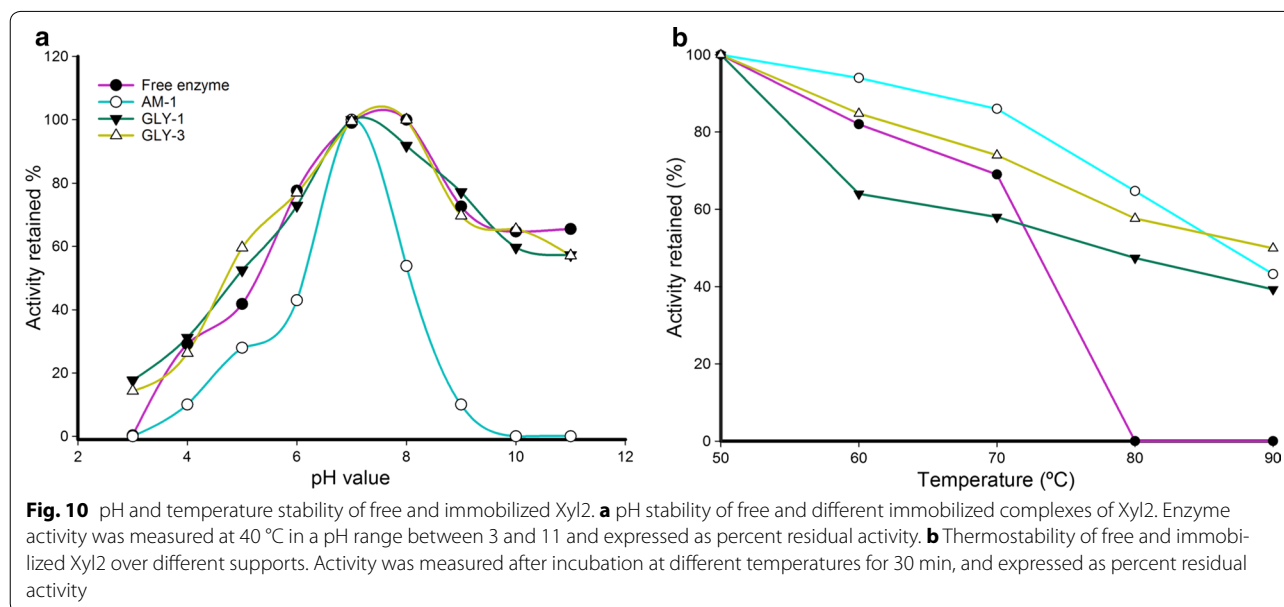 a
120
100
80
60
40
20
0
Activity retained %
Free enzyme
AM-1
GLY-1
GLY-3
2 4 6 8 10 12
pH value
b
100
80
60
40
20
0
Activity retained (%)
50 60 70 80 90
Temperature (ºC)
Fig. 10 pH and temperature stability of free and immobilized Xyl2. a pH stability of free and different immobilized complexes of Xyl2. Enzyme
activity was measured at 40 °C in a pH range between 3 and 11 and expressed as percent residual activity. b Thermostability of free and immobi-
lized Xyl2 over different supports. Activity was measured after incubation at different temperatures for 30 min, and expressed as percent residual
activity